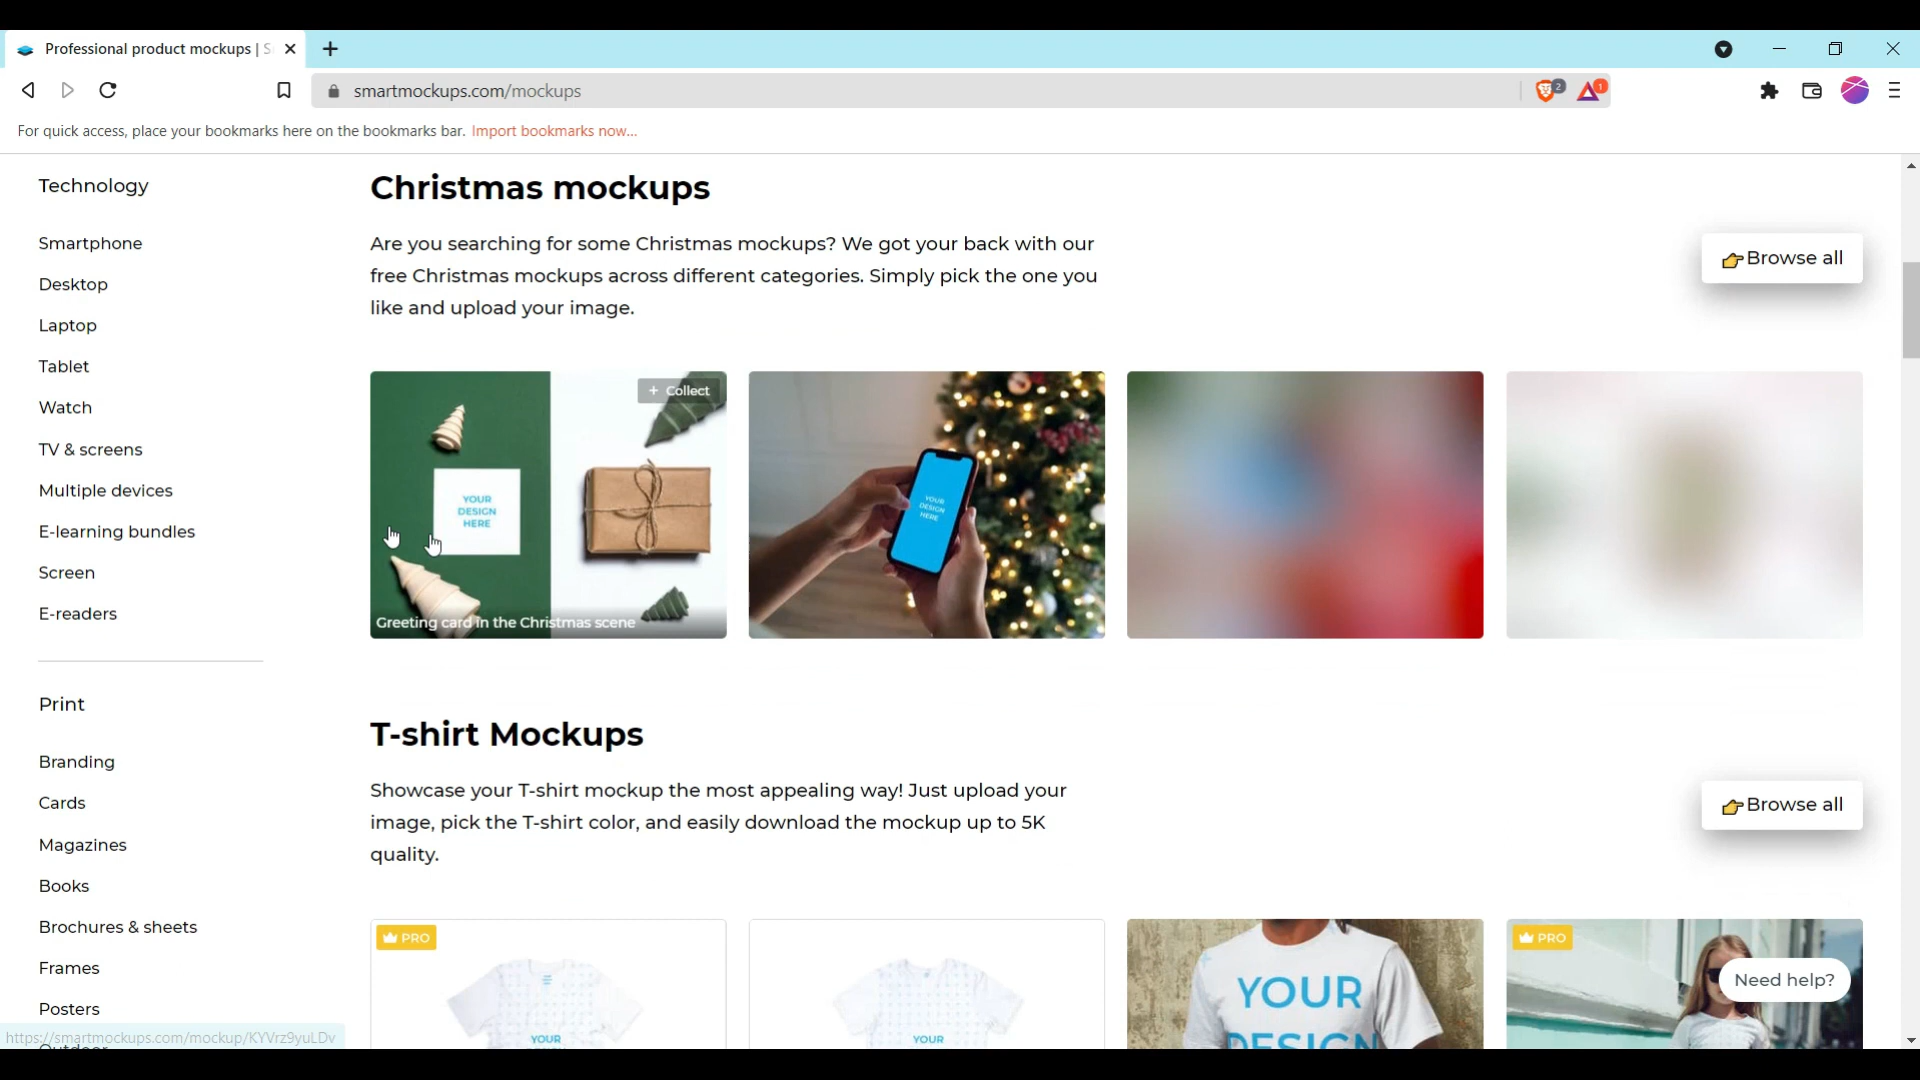 Professional product mockups | S
smartmockups.com/mockups
2
1
For quick access, place your bookmarks here on the bookmarks bar. Import bookmarks now...
Technology
Smartphone
Desktop
Laptop
Tablet
Watch
TV & screens
Multiple devices
E-learning bundles
Screen
E-readers
Print
Branding
Cards
Magazines
Books
Brochures & sheets
Frames
Posters
Outdoor
https://smartmockups.com/mockup/KYVrz9yuLDv
Christmas mockups
Are you searching for some Christmas mockups? We got your back with our
free Christmas mockups across different categories. Simply pick the one you
like and upload your image.
Browse all
+ Collect
YOUR
DESIGN
HERE
Greeting card in the Christmas scene
YOUR
DESIGN
HERE
T-shirt Mockups
Showcase your T-shirt mockup the most appealing way! Just upload your
image, pick the T-shirt color, and easily download the mockup up to 5K
quality.
Browse all
PRO
YOUR
YOUR
YOUR
DESIGN
PRO
Need help?